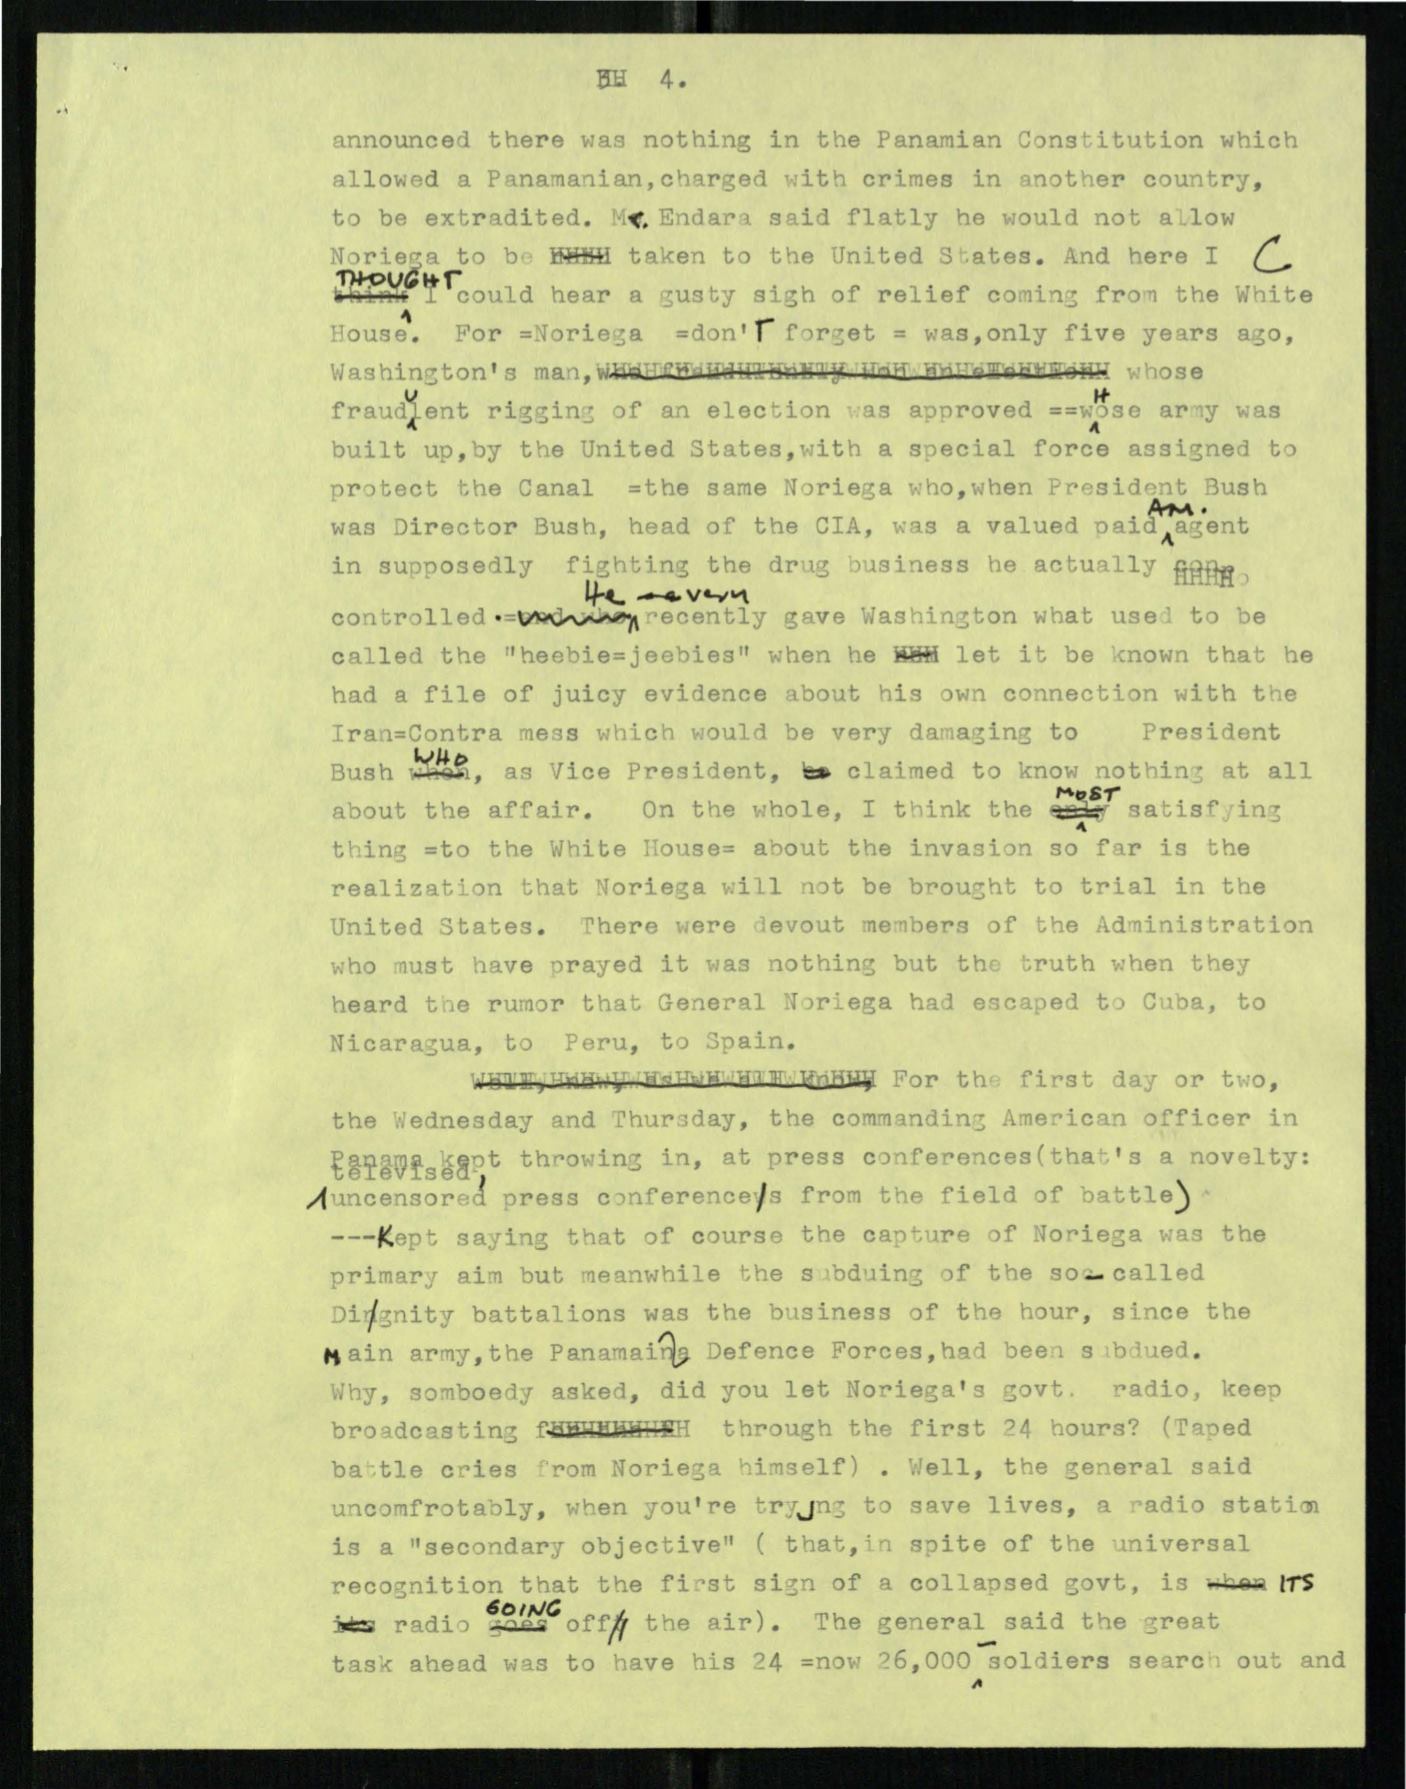 4.
announced there was nothing in the Panamian Constitution which
allowed a Panamanian,charged with crimes in another country,
to be extradited. Mr. Endara said flatly he would not allow
Noriega to be taken to the United States. And here I C
THOUGHT
think I could hear a gusty sigh of relief coming from the White
House. For =Noriega =don'T forget = was,only five years ago,
Washington's man, whose
U H
fraudlent rigging of an election was approved ==wose army was
built up,by the United States,with a special force assigned to
protect the Canal =the same Noriega who,when President Bush
AM.
was Director Bush, head of the CIA, was a valued paid agent
in supposedly fighting the drug business he actually
He
controlled.= recently gave Washington what used to be
called the "heebie=jeebies" when he let it be known that he
had a file of juicy evidence about his own connection with the
Iran=Contra mess which would be very damaging to President
WHO
Bush when, as Vice President, he claimed to know nothing at all
MOST
about the affair. On the whole, I think the only satisfying
thing =to the White House= about the invasion so far is the
realization that Noriega will not be brought to trial in the
United States. There were devout members of the Administration
who must have prayed it was nothing but the truth when they
heard the rumor that General Noriega had escaped to Cuba, to
Nicaragua, to Peru, to Spain.
For the first day or two,
the Wednesday and Thursday, the commanding American officer in
Panama kept throwing in, at press conferences(that's a novelty:
televised,
uncensored press conference/s from the field of battle)
---Kept saying that of course the capture of Noriega was the
primary aim but meanwhile the subduing of the so- called
Dignity battalions was the business of the hour, since the
Main army,the Panamaina Defence Forces,had been subdued.
Why, somboedy asked, did you let Noriega's govt. radio, keep
broadcasting through the first 24 hours? (Taped
battle cries from Noriega himself) . Well, the general said
uncomfrotably, when you're tryjng to save lives, a radio station
is a "secondary objective" ( that,in spite of the universal
recognition that the first sign of a collapsed govt, is when ITS
GOING
its radio goes off the air). The general said the great
task ahead was to have his 24 =now 26,000 -soldiers search out and